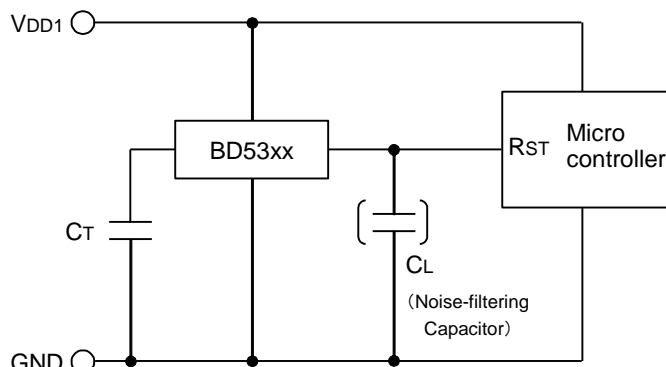 VDD1
BD53xx
RST
Micro
controller
CT
CL
(Noise-filtering
Capacitor)
GND